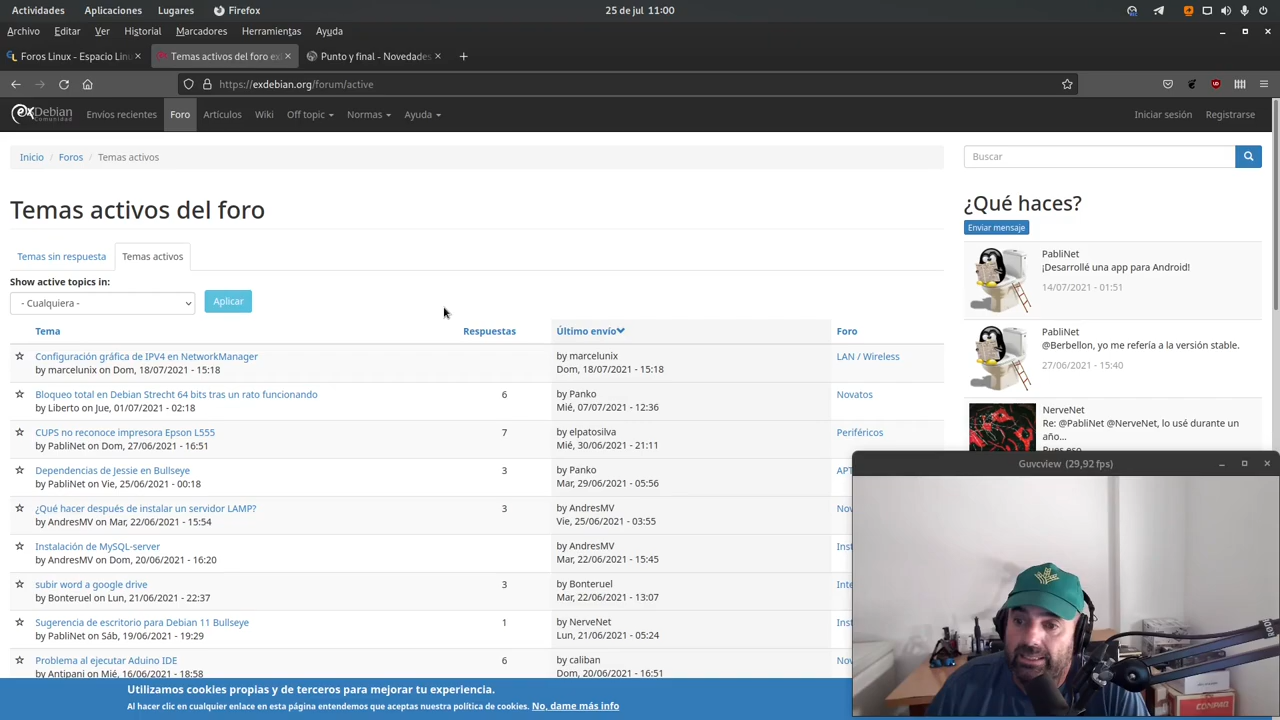 Actividades Aplicaciones Lugares Firefox 25 de jul 11:00
Archivo Editar Ver Historial Marcadores Herramientas Ayuda
Foros Linux - Espacio Linu Temas activos del foro ex Punto y final - Novedades
https://exdebian.org/forum/active
exDebian Comunidad Envíos recientes Foro Artículos Wiki Off topic Normas Ayuda Iniciar sesión Registrarse
Inicio / Foros / Temas activos
Buscar
Temas activos del foro
¿Qué haces?
Enviar mensaje
Temas sin respuesta Temas activos
PabliNet
¡Desarrollé una app para Android!
14/07/2021 - 01:51
Show active topics in:
- Cualquiera - Aplicar
Tema Respuestas Último envío Foro
PabliNet
@Berbellon, yo me refería a la versión stable.
27/06/2021 - 15:40
Configuración gráfica de IPV4 en NetworkManager by marcelunix LAN / Wireless
by marcelunix on Dom, 18/07/2021 - 15:18 Dom, 18/07/2021 - 15:18
Bloqueo total en Debian Strecht 64 bits tras un rato funcionando 6 by Panko Novatos
by Liberto on Jue, 01/07/2021 - 02:18 Mié, 07/07/2021 - 12:36
NerveNet
Re: @PabliNet @NerveNet, lo usé durante un
año...
Pues eso
CUPS no reconoce impresora Epson L555 7 by elpatosilva Periféricos
by PabliNet on Dom, 27/06/2021 - 16:51 Mié, 30/06/2021 - 21:11
Guvcview (29,92 fps)
Dependencias de Jessie en Bullseye 3 by Panko AP
by PabliNet on Vie, 25/06/2021 - 00:18 Mar, 29/06/2021 - 05:56
¿Qué hacer después de instalar un servidor LAMP? 3 by AndresMV Nov
by AndresMV on Mar, 22/06/2021 - 15:54 Vie, 25/06/2021 - 03:55
Instalación de MySQL-server by AndresMV Inst
by AndresMV on Dom, 20/06/2021 - 16:20 Mar, 22/06/2021 - 15:45
subir word a google drive 3 by Bonteruel Inte
by Bonteruel on Lun, 21/06/2021 - 22:37 Mar, 22/06/2021 - 13:07
Sugerencia de escritorio para Debian 11 Bullseye 1 by NerveNet Inst
by PabliNet on Sáb, 19/06/2021 - 19:29 Lun, 21/06/2021 - 05:24
Problema al ejecutar Aduino IDE 6 by caliban Nov
by Antipani on Mié, 16/06/2021 - 18:58 Dom, 20/06/2021 - 16:51
Utilizamos cookies propias y de terceros para mejorar tu experiencia.
Al hacer clic en cualquier enlace en esta página entendemos que aceptas nuestra política de cookies. No, dame más info